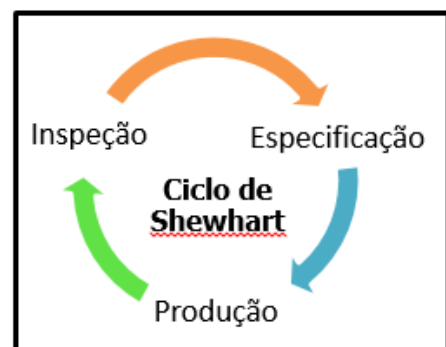 Inspeção
Especificação
Ciclo de
Shewhart
Produção